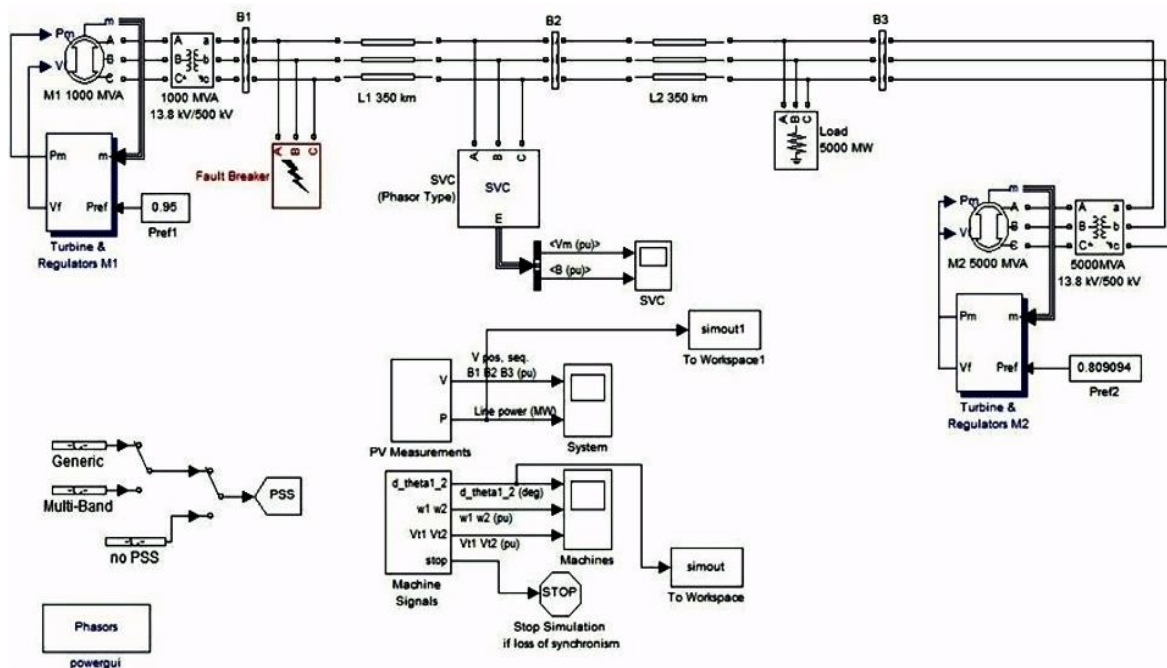 B1
B2
B3
m
Pm
Vf
A
B
C
M1 1000 MVA
A
B
C
a
b
c
1000 MVA
13.8 kV/500 kV
L1 350 km
L2 350 km
A
B
C
Fault Breaker
A
B
C
SVC
E
SVC
(Phasor Type)
A
B
C
Load
5000 MW
Pm
m
Vf
Pref
Turbine &
Regulators M1
0.95
Pref1
<Vm (pu)>
<B (pu)>
SVC
m
Pm
A
B
C
M2 5000 MVA
A
B
C
a
b
c
5000MVA
13.8 kV/500 kV
Pm
m
Vf
Pref
Turbine &
Regulators M2
0.809094
Pref2
simout1
To Workspace1
V pos, seq.
B1 B2 B3 (pu)
V
P
Line power (MW)
PV Measurements
System
Generic
Multi-Band
no PSS
PSS
d_theta1_2
w1 w2
Vt1 Vt2
stop
d_theta1_2 (deg)
w1 w2 (pu)
Vt1 Vt2 (pu)
Machine
Signals
Machines
simout
To Workspace
STOP
Stop Simulation
if loss of synchronism
Phasors
powergui